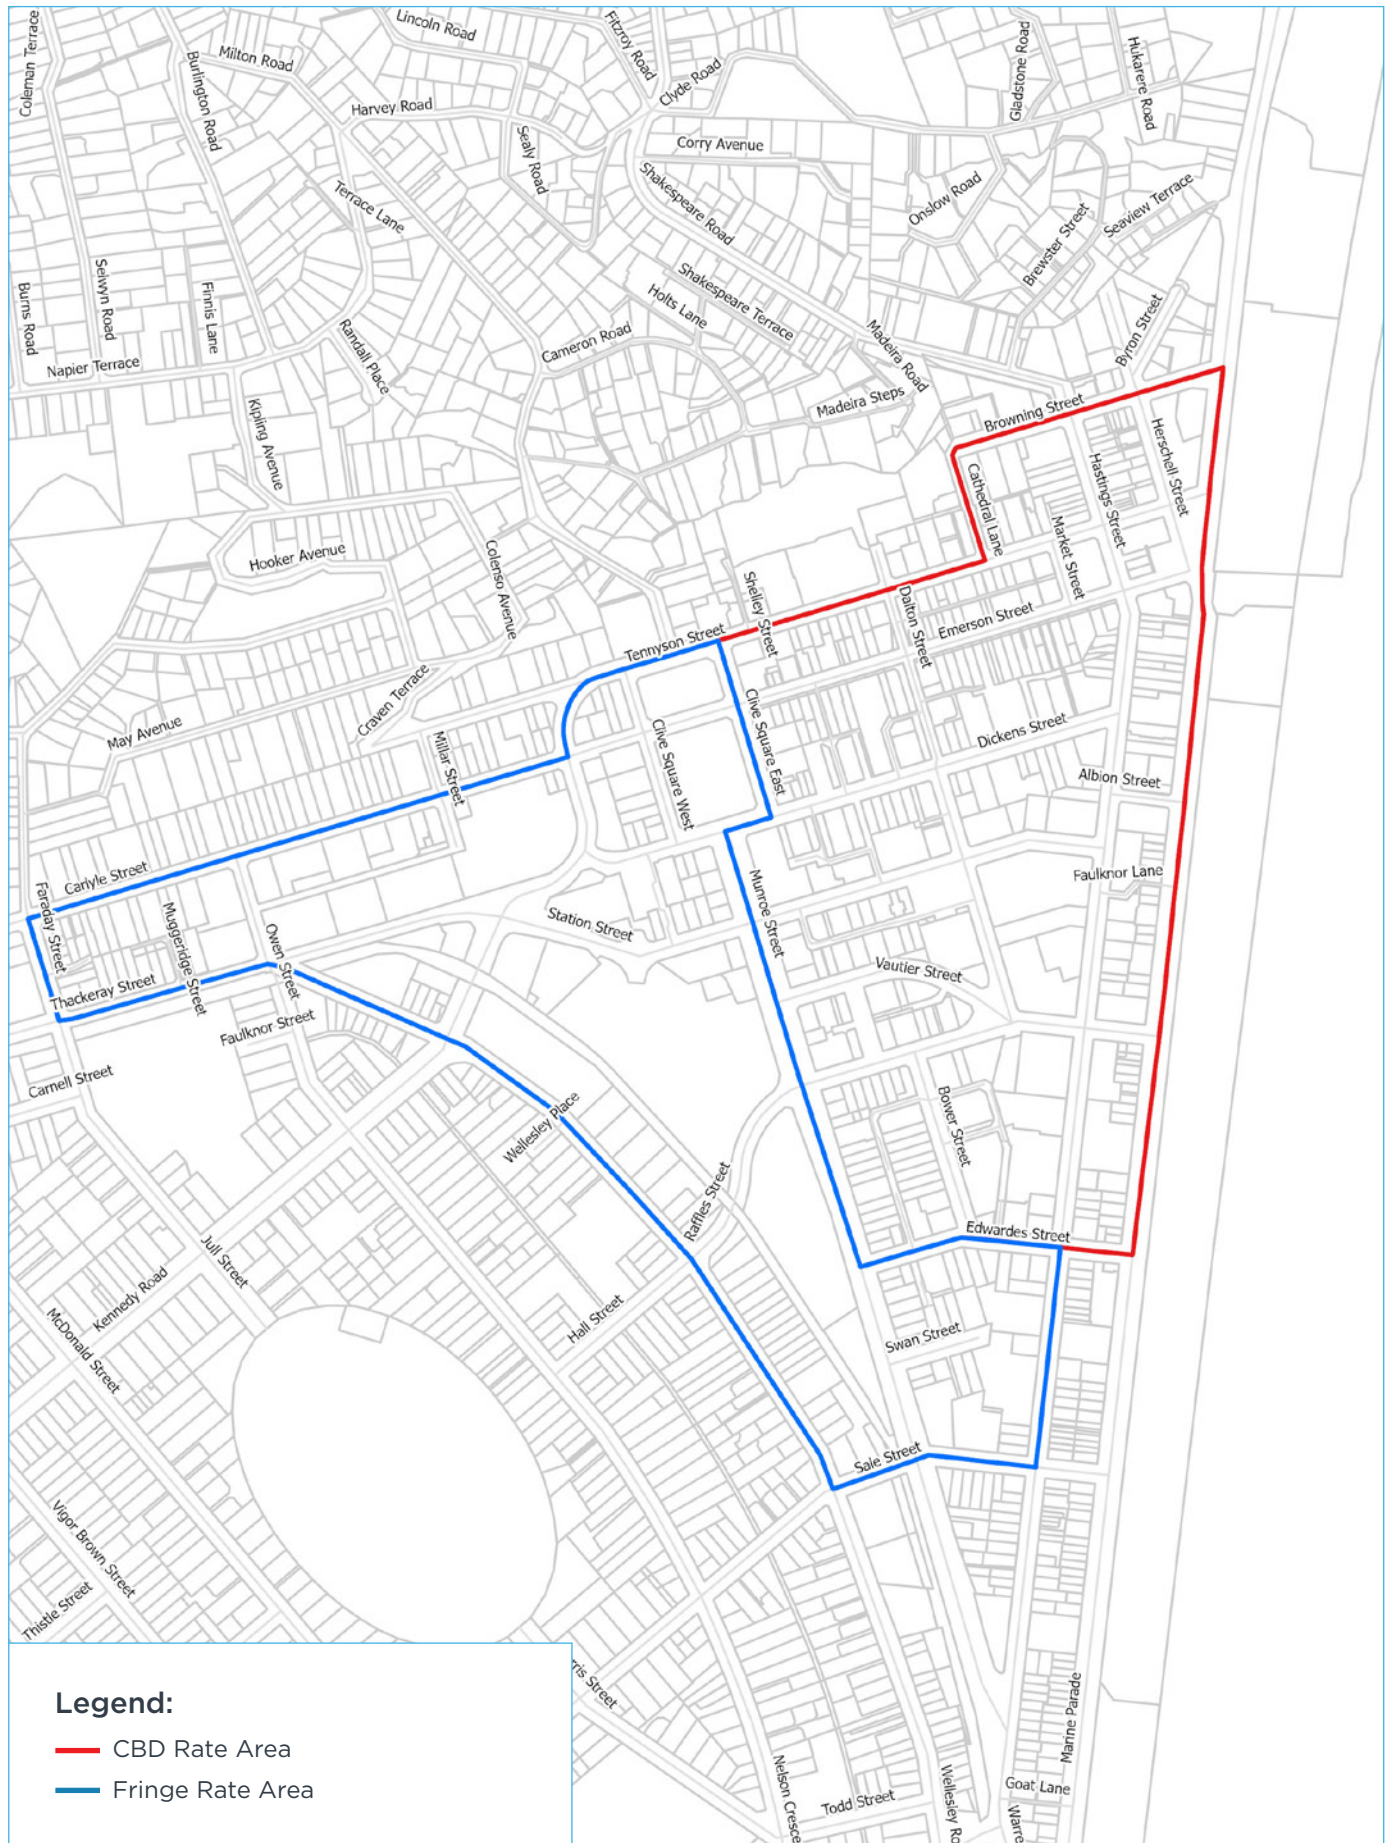 Coleman Terrace
Lincoln Road
Fitzroy Road
Gladstone Road
Hukarere Road
Milton Road
Burlington Road
Clyde Road
Harvey Road
Corry Avenue
Sealy Road
Shakespeare Road
Onslow Road
Seaview Terrace
Terrace Lane
Brewster Street
Selwyn Road
Burns Road
Finnis Lane
Shakespeare Terrace
Holts Lane
Byron Street
Randall Place
Cameron Road
Madeira Road
Napier Terrace
Madeira Steps
Browning Street
Kipling Avenue
Herschell Street
Hastings Street
Cathedral Lane
Market Street
Hooker Avenue
Colenso Avenue
Shelley Street
Dalton Street
Emerson Street
Tennyson Street
Craven Terrace
Clive Square East
May Avenue
Clive Square West
Dickens Street
Millar Street
Albion Street
Carlyle Street
Faulknor Lane
Faraday Street
Muggeridge Street
Munroe Street
Station Street
Owen Street
Vautier Street
Thackeray Street
Faulknor Street
Carnell Street
Bower Street
Wellesley Place
Raffles Street
Edwardes Street
Jull Street
Kennedy Road
Hall Street
McDonald Street
Swan Street
Sale Street
Vigor Brown Street
Thistle Street
rris Street
Marine Parade
Nelson Cresce
Wellesley Ro
Goat Lane
Todd Street
Warre
Legend:
CBD Rate Area
Fringe Rate Area